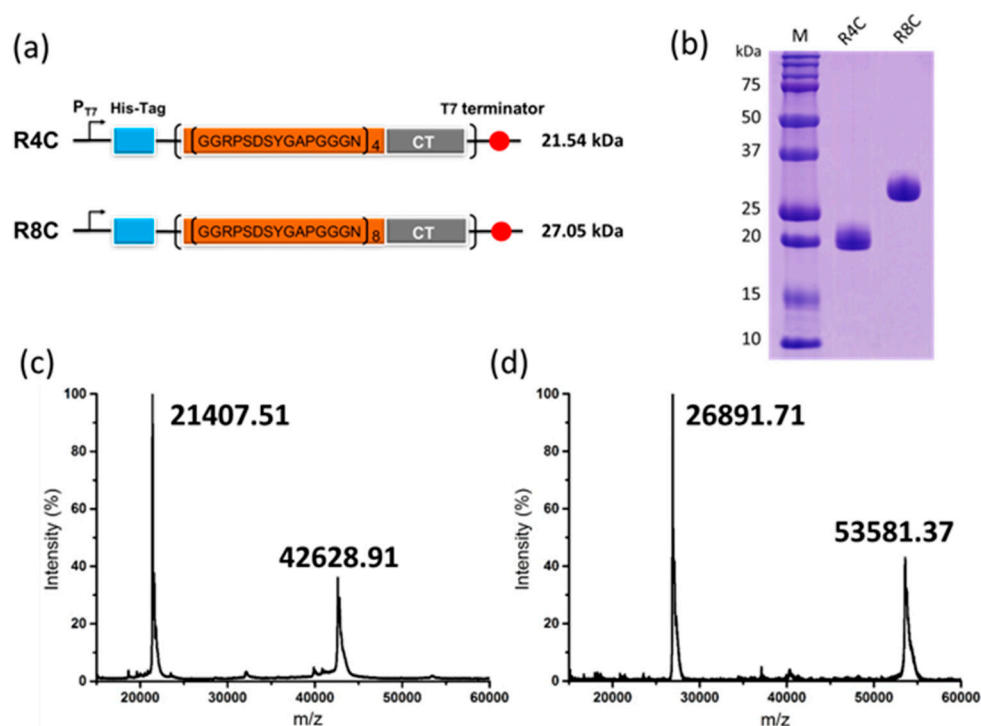 (a)
P_T7 His-Tag T7 terminator
R4C GGRPSDSYGAPGGGN 4 CT 21.54 kDa
R8C GGRPSDSYGAPGGGN 8 CT 27.05 kDa
(b)
kDa M R4C R8C
75
50
37
25
20
15
10
(c)
Intensity (%)
100
80
60
40
20
0
21407.51
42628.91
20000 30000 40000 50000 60000
m/z
(d)
Intensity (%)
100
80
60
40
20
0
26891.71
53581.37
20000 30000 40000 50000 60000
m/z